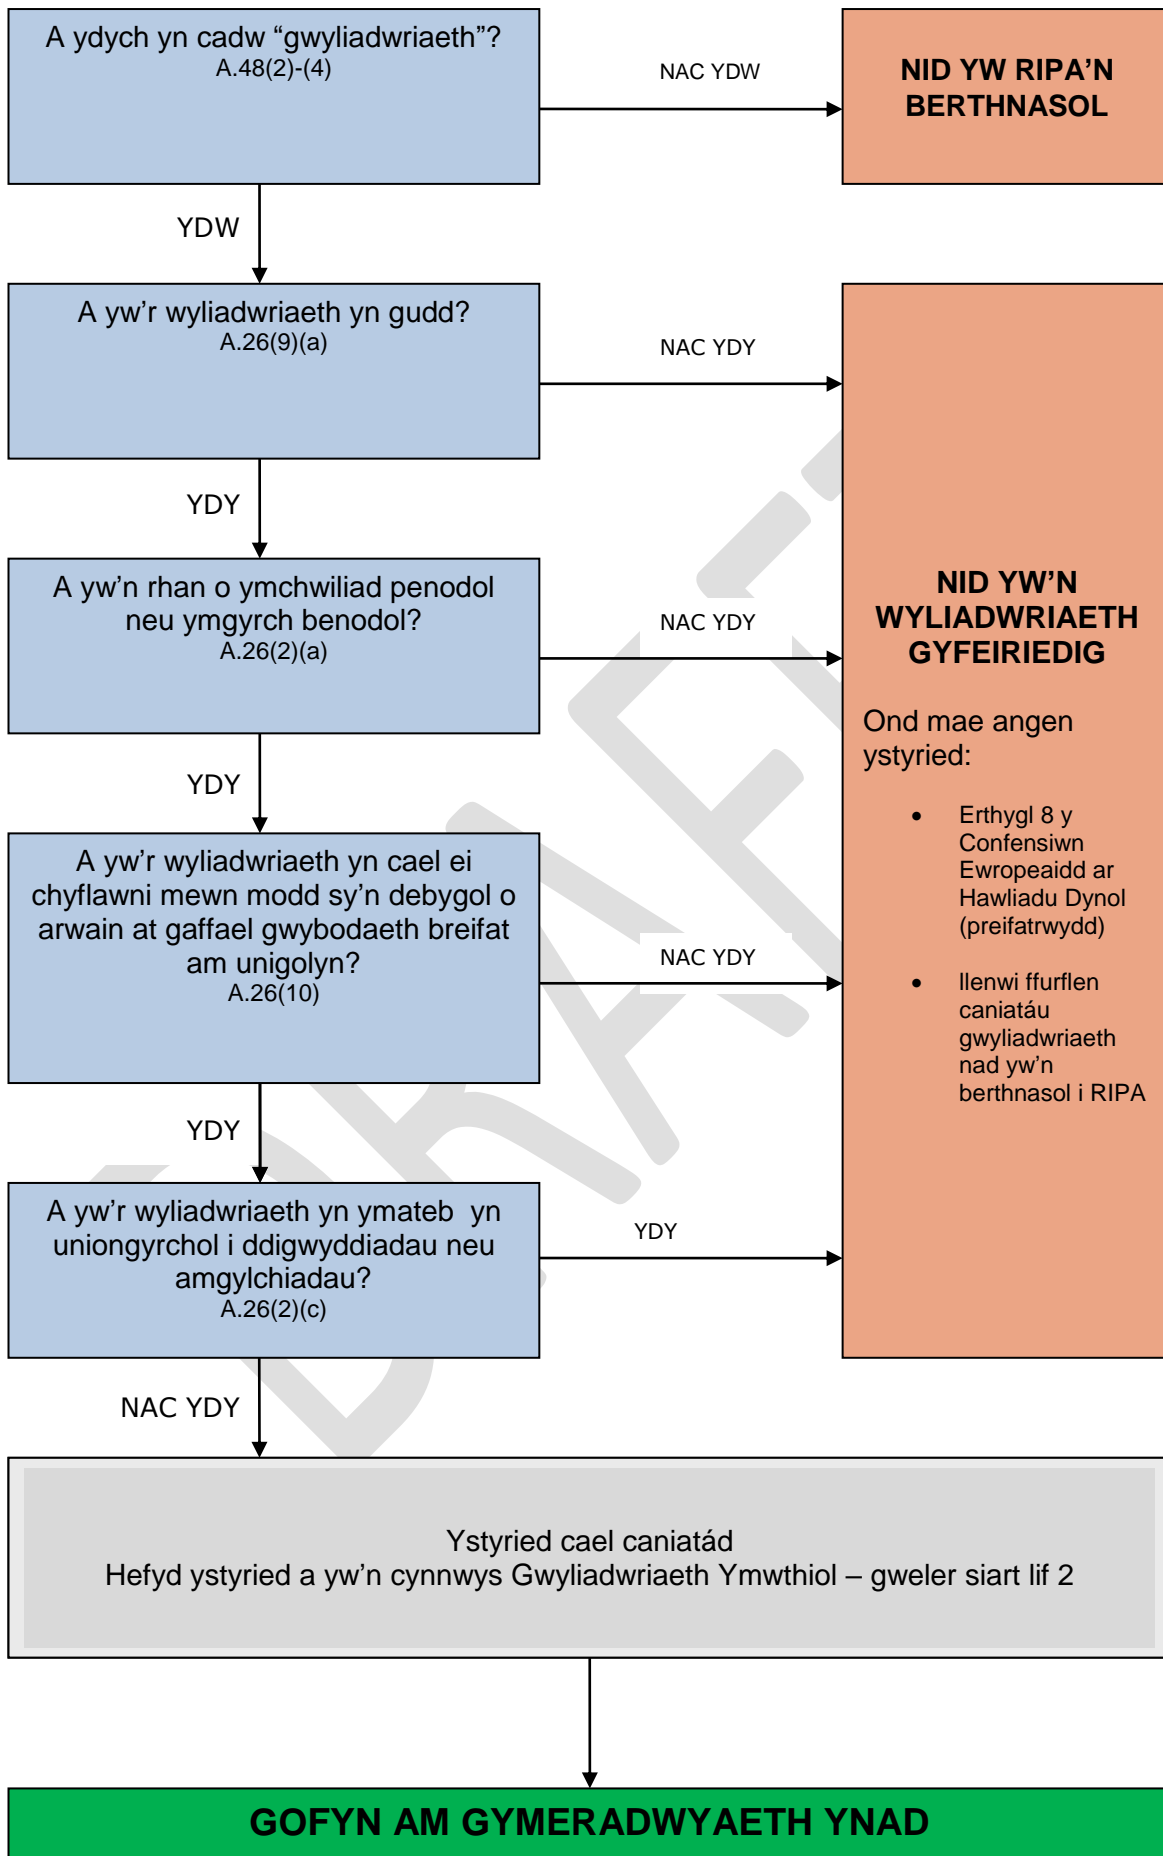 A ydych yn cadw “gwyliadwriaeth”?
A.48(2)-(4)
NAC YDW
NID YW RIPA’N
BERTHNASOL
YDW
A yw’r wyliadwriaeth yn gudd?
A.26(9)(a)
NAC YDY
YDY
A yw’n rhan o ymchwiliad penodol
neu ymgyrch benodol?
A.26(2)(a)
NAC YDY
YDY
A yw’r wyliadwriaeth yn cael ei
chyflawni mewn modd sy’n debygol o
arwain at gaffael gwybodaeth breifat
am unigolyn?
A.26(10)
NAC YDY
YDY
A yw’r wyliadwriaeth yn ymateb  yn
uniongyrchol i ddigwyddiadau neu
amgylchiadau?
A.26(2)(c)
YDY
NID YW’N
WYLIADWRIAETH
GYFEIRIEDIG
Ond mae angen
ystyried:
• Erthygl 8 y
Confensiwn
Ewropeaidd ar
Hawliadu Dynol
(preifatrwydd)
• llenwi ffurflen
caniatáu
gwyliadwriaeth
nad yw’n
berthnasol i RIPA
NAC YDY
Ystyried cael caniatád
Hefyd ystyried a yw’n cynnwys Gwyliadwriaeth Ymwthiol – gweler siart lif 2
GOFYN AM GYMERADWYAETH YNAD
DRAFT